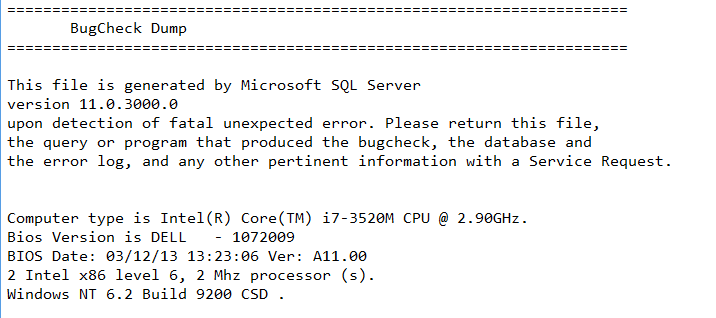 =====================================================================
BugCheck Dump
=====================================================================
This file is generated by Microsoft SQL Server
version 11.0.3000.0
upon detection of fatal unexpected error. Please return this file,
the query or program that produced the bugcheck, the database and
the error log, and any other pertinent information with a Service Request.
Computer type is Intel(R) Core(TM) i7-3520M CPU @ 2.90GHz.
Bios Version is DELL   - 1072009
BIOS Date: 03/12/13 13:23:06 Ver: A11.00
2 Intel x86 level 6, 2 Mhz processor (s).
Windows NT 6.2 Build 9200 CSD .